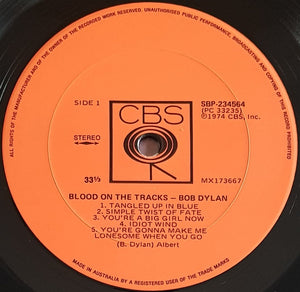 ALL RIGHTS OF THE MANUFACTURER AND OF THE OWNER OF THE RECORDED WORK RESERVED. UNAUTHORISED COPYING, PUBLIC PERFORMANCE, BROADCASTING AND COPYING OF THIS RECORD PROHIBITED
SIDE 1
CBS
SBP-234564
(PC 33235)
℗1974 CBS, Inc.
STEREO
33⅓
MX173667
BLOOD ON THE TRACKS – BOB DYLAN
1. TANGLED UP IN BLUE
2. SIMPLE TWIST OF FATE
3. YOU'RE A BIG GIRL NOW
4. IDIOT WIND
5. YOU'RE GONNA MAKE ME
LONESOME WHEN YOU GO
(B. Dylan) Albert
MADE IN AUSTRALIA BY REGISTERED USER OF THE TRADE MARKS